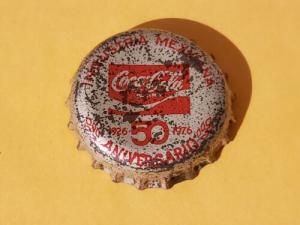 INDUSTRIA MEXICANA
Coca-Cola
1926 50 1976
ANIVERSARIO